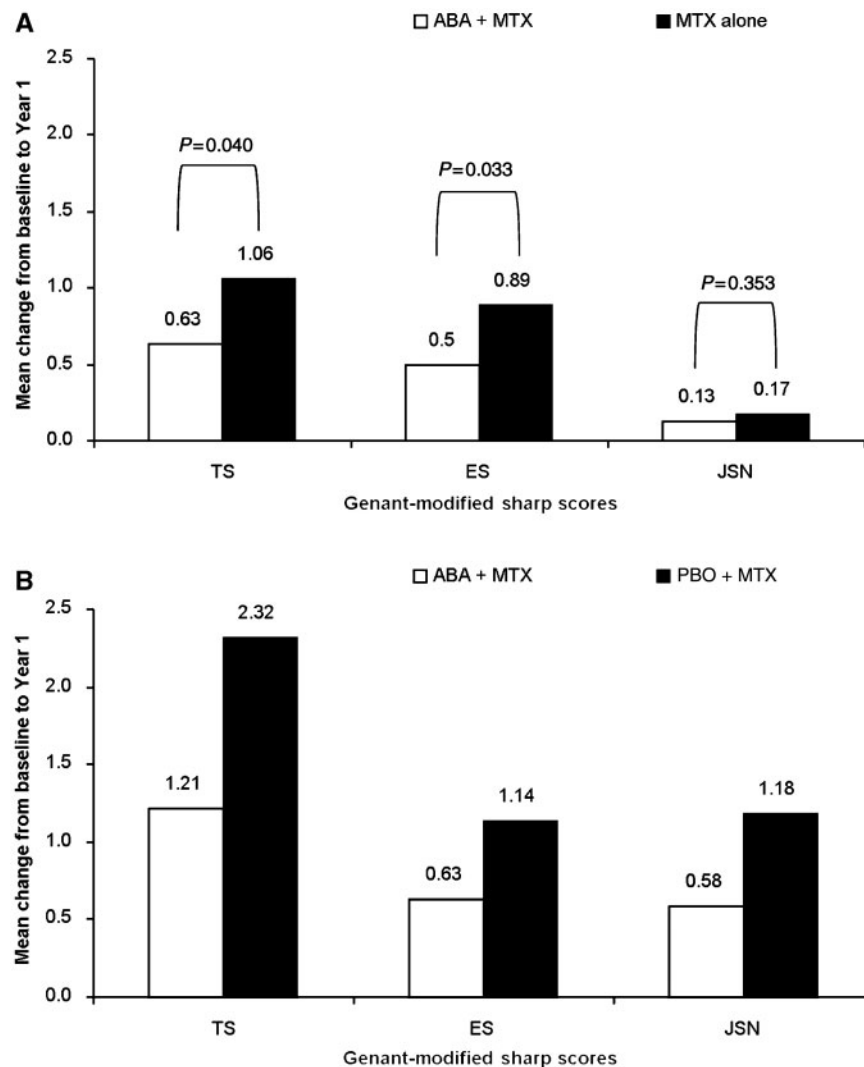 A
ABA + MTX MTX alone
Mean change from baseline to Year 1
2.5
2.0
1.5
1.0
0.5
0.0
P=0.040
P=0.033
P=0.353
0.63 1.06 0.5 0.89 0.13 0.17
TS ES JSN
Genant-modified sharp scores
B
ABA + MTX PBO + MTX
Mean change from baseline to Year 1
2.5
2.0
1.5
1.0
0.5
0.0
1.21 2.32 0.63 1.14 0.58 1.18
TS ES JSN
Genant-modified sharp scores